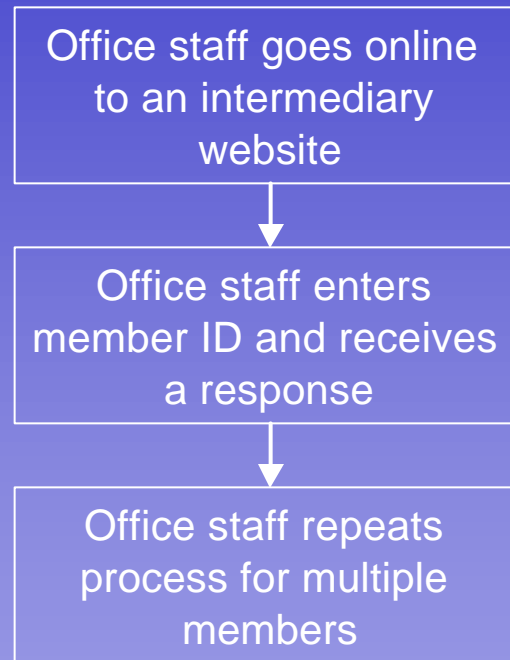 Office staff goes online
to an intermediary
website
Office staff enters
member ID and receives
a response
Office staff repeats
process for multiple
members